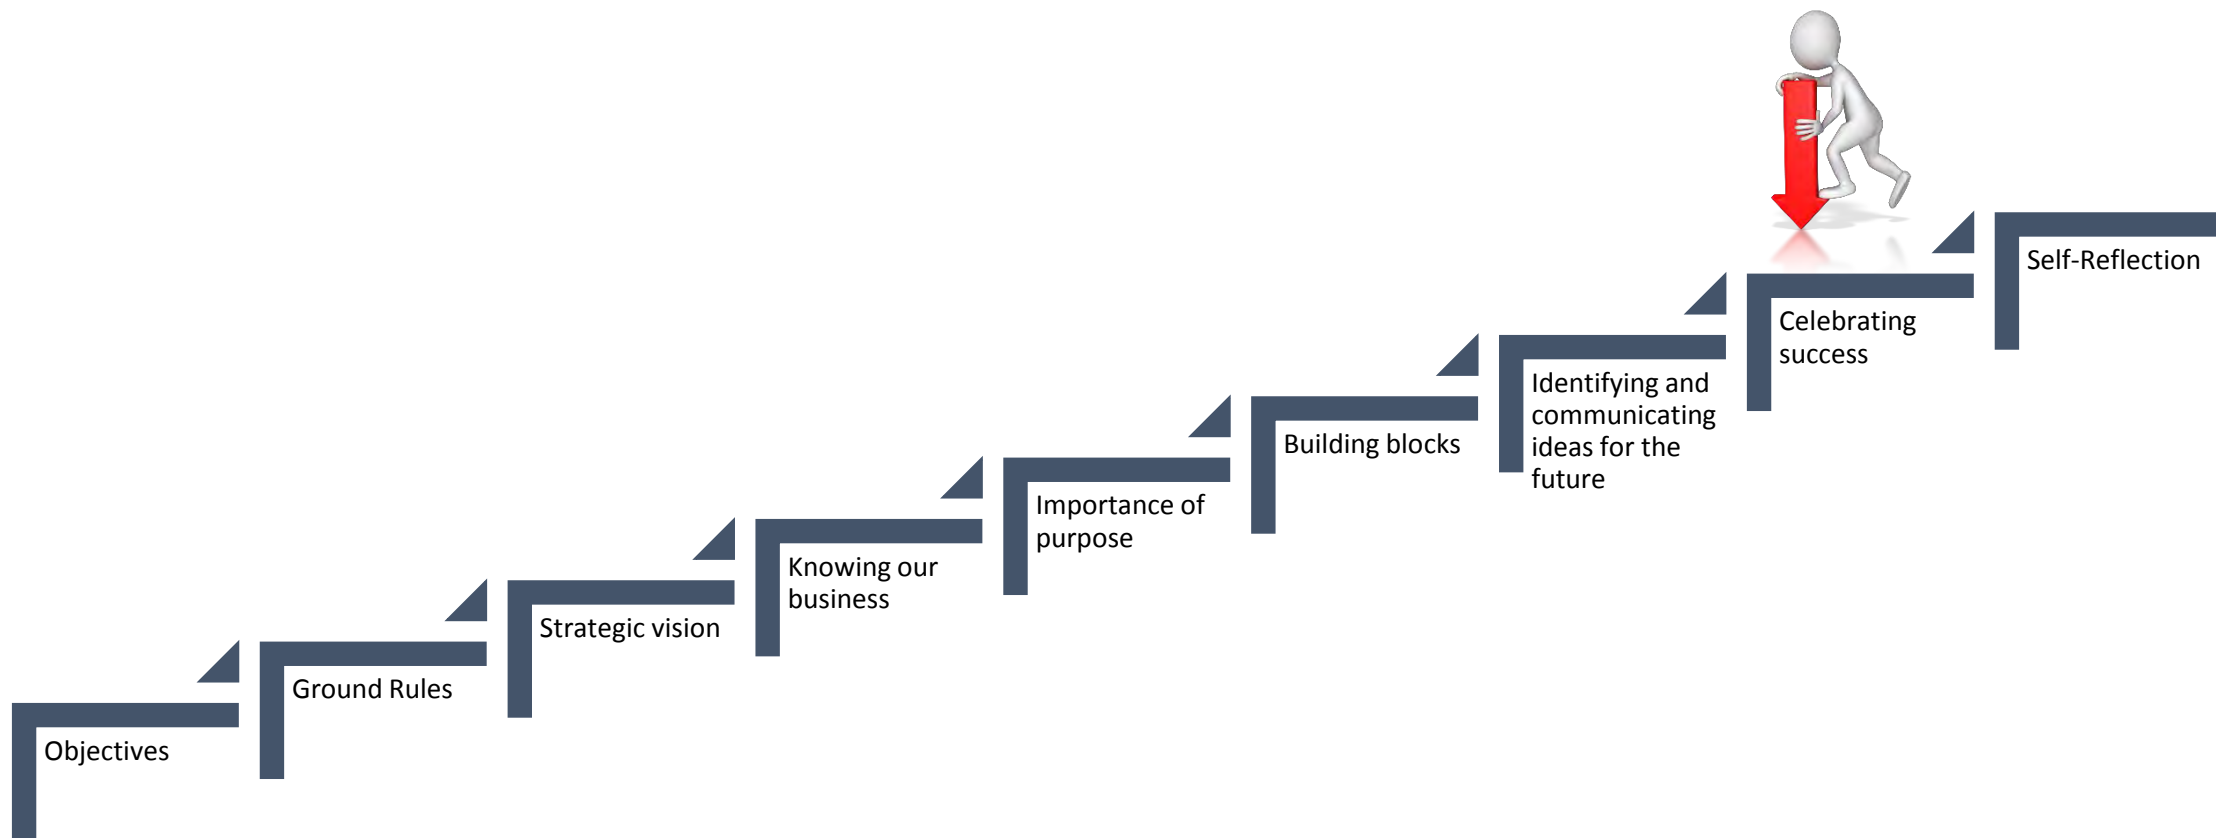 Objectives
Ground Rules
Strategic vision
Knowing our
business
Importance of
purpose
Building blocks
Identifying and
communicating
ideas for the
future
Celebrating
success
Self-Reflection